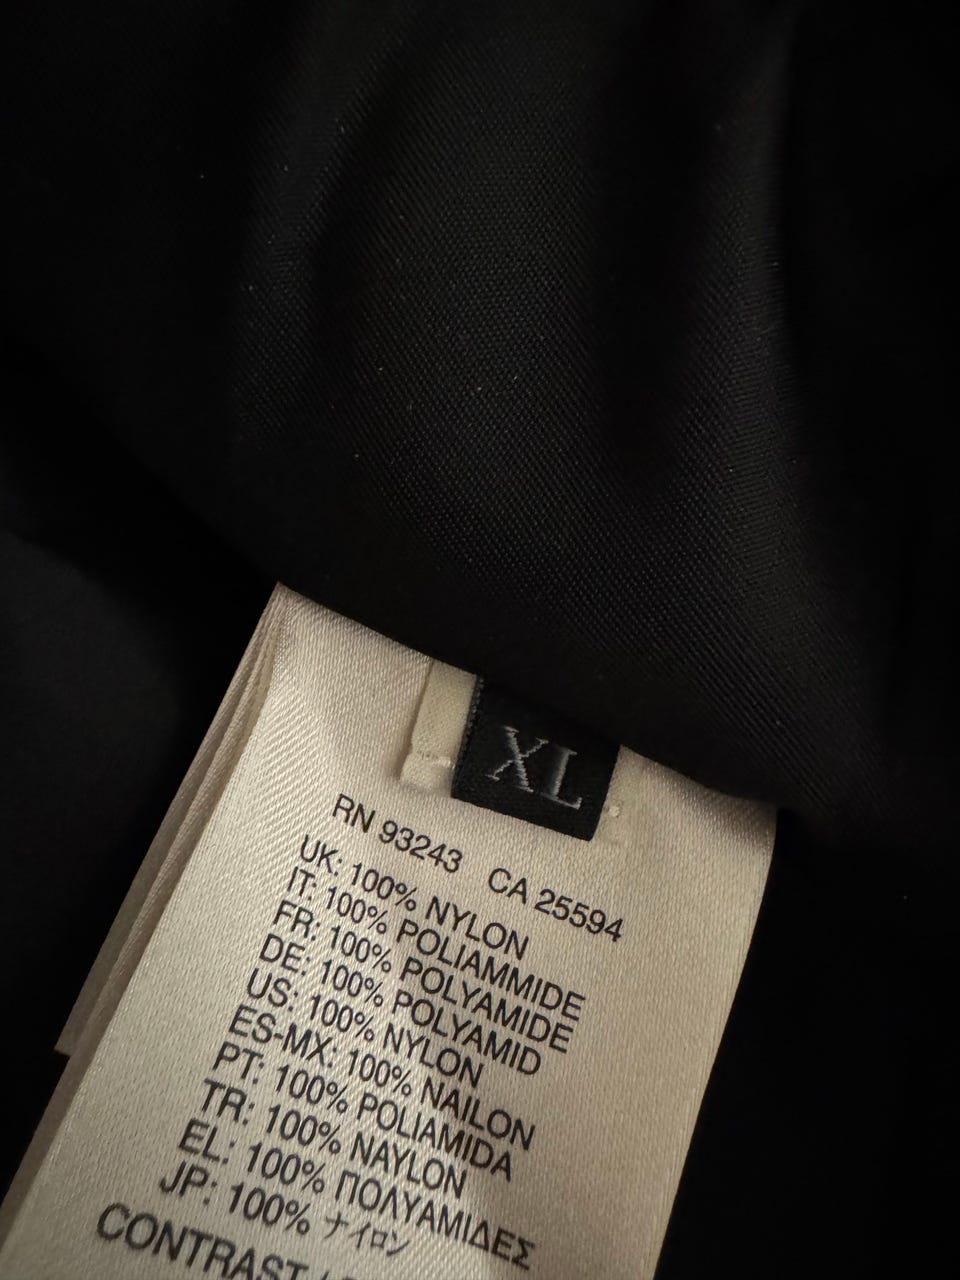 XL
RN 93243 CA 25594
UK: 100% NYLON
IT: 100% POLIAMMIDE
FR: 100% POLYAMIDE
DE: 100% POLYAMID
US: 100% NYLON
ES-MX: 100% NAILON
PT: 100% POLIAMIDA
TR: 100% NAYLON
EL: 100% ΠΟΛΥΑΜΙΔΕΣ
JP: 100% ナイロン
CONTRAST /